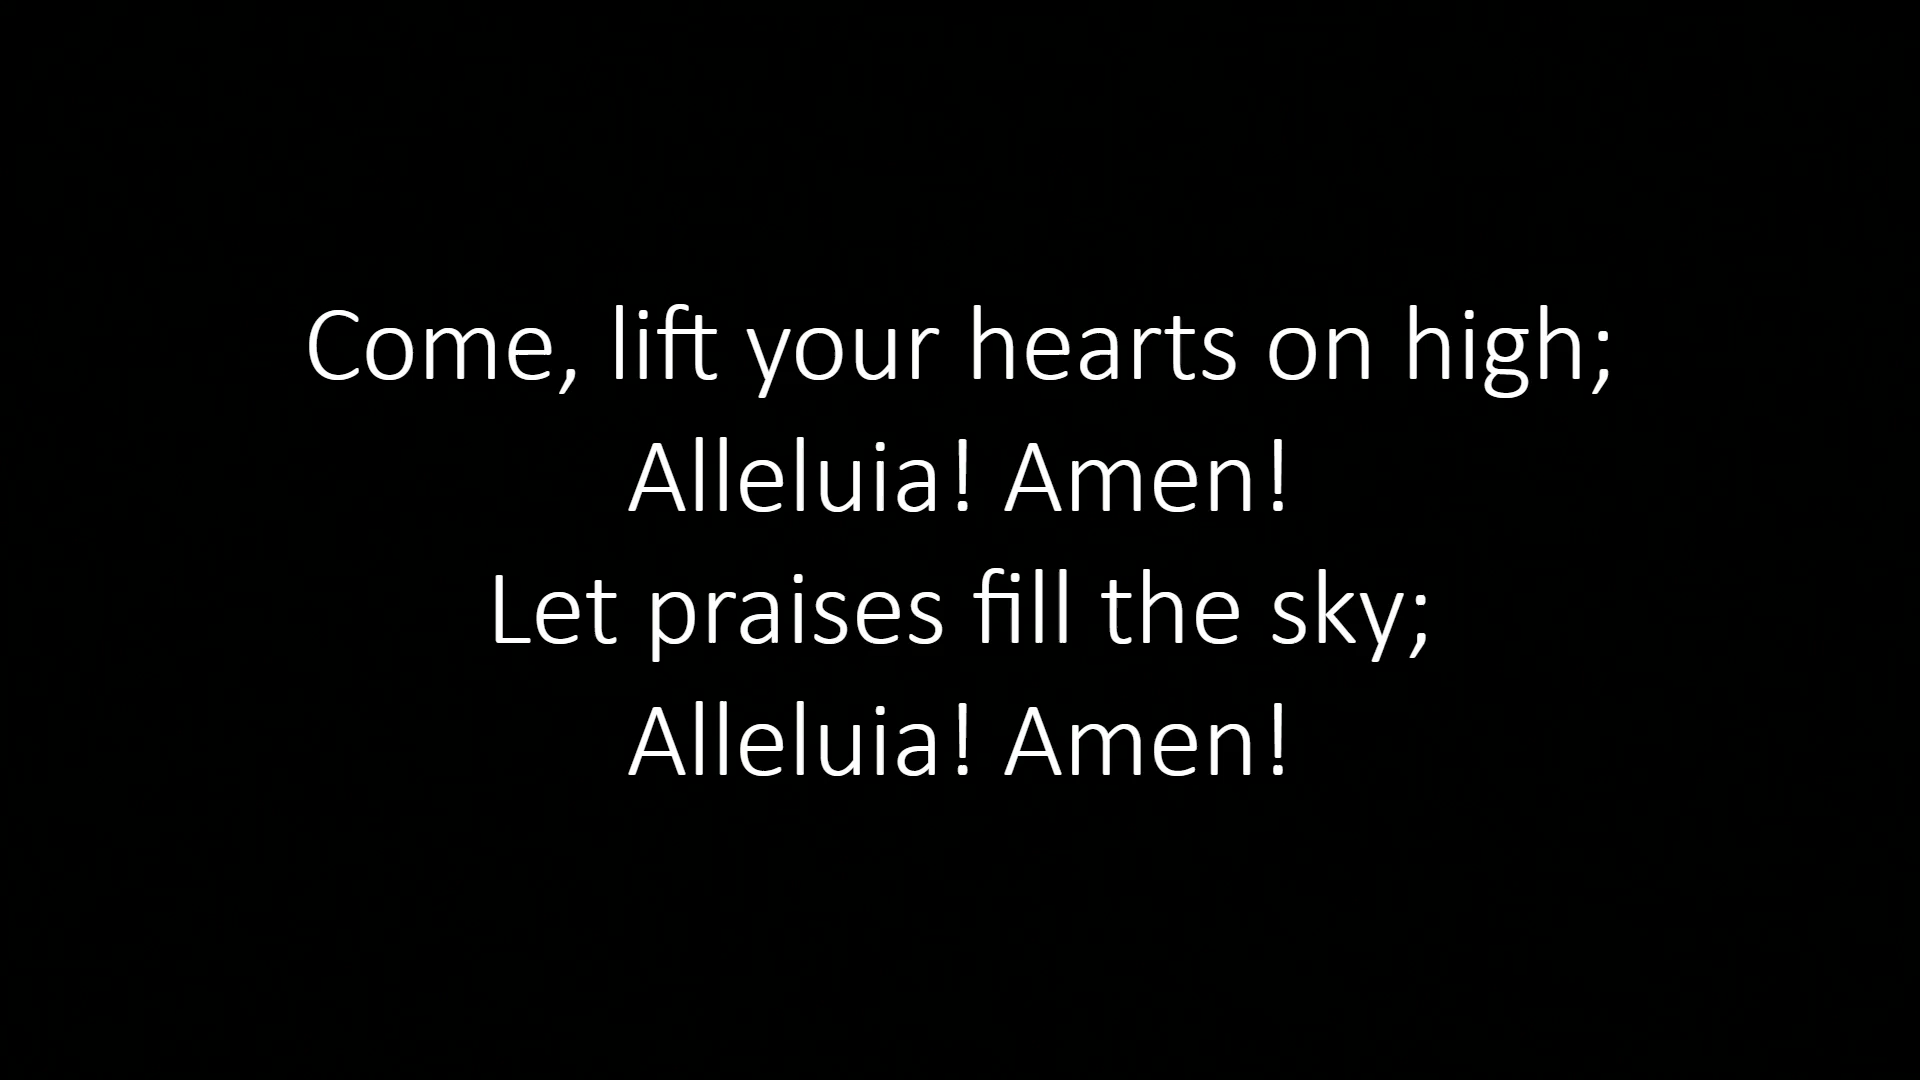 Come, lift your hearts on high;
Alleluia! Amen!
Let praises fill the sky;
Alleluia! Amen!